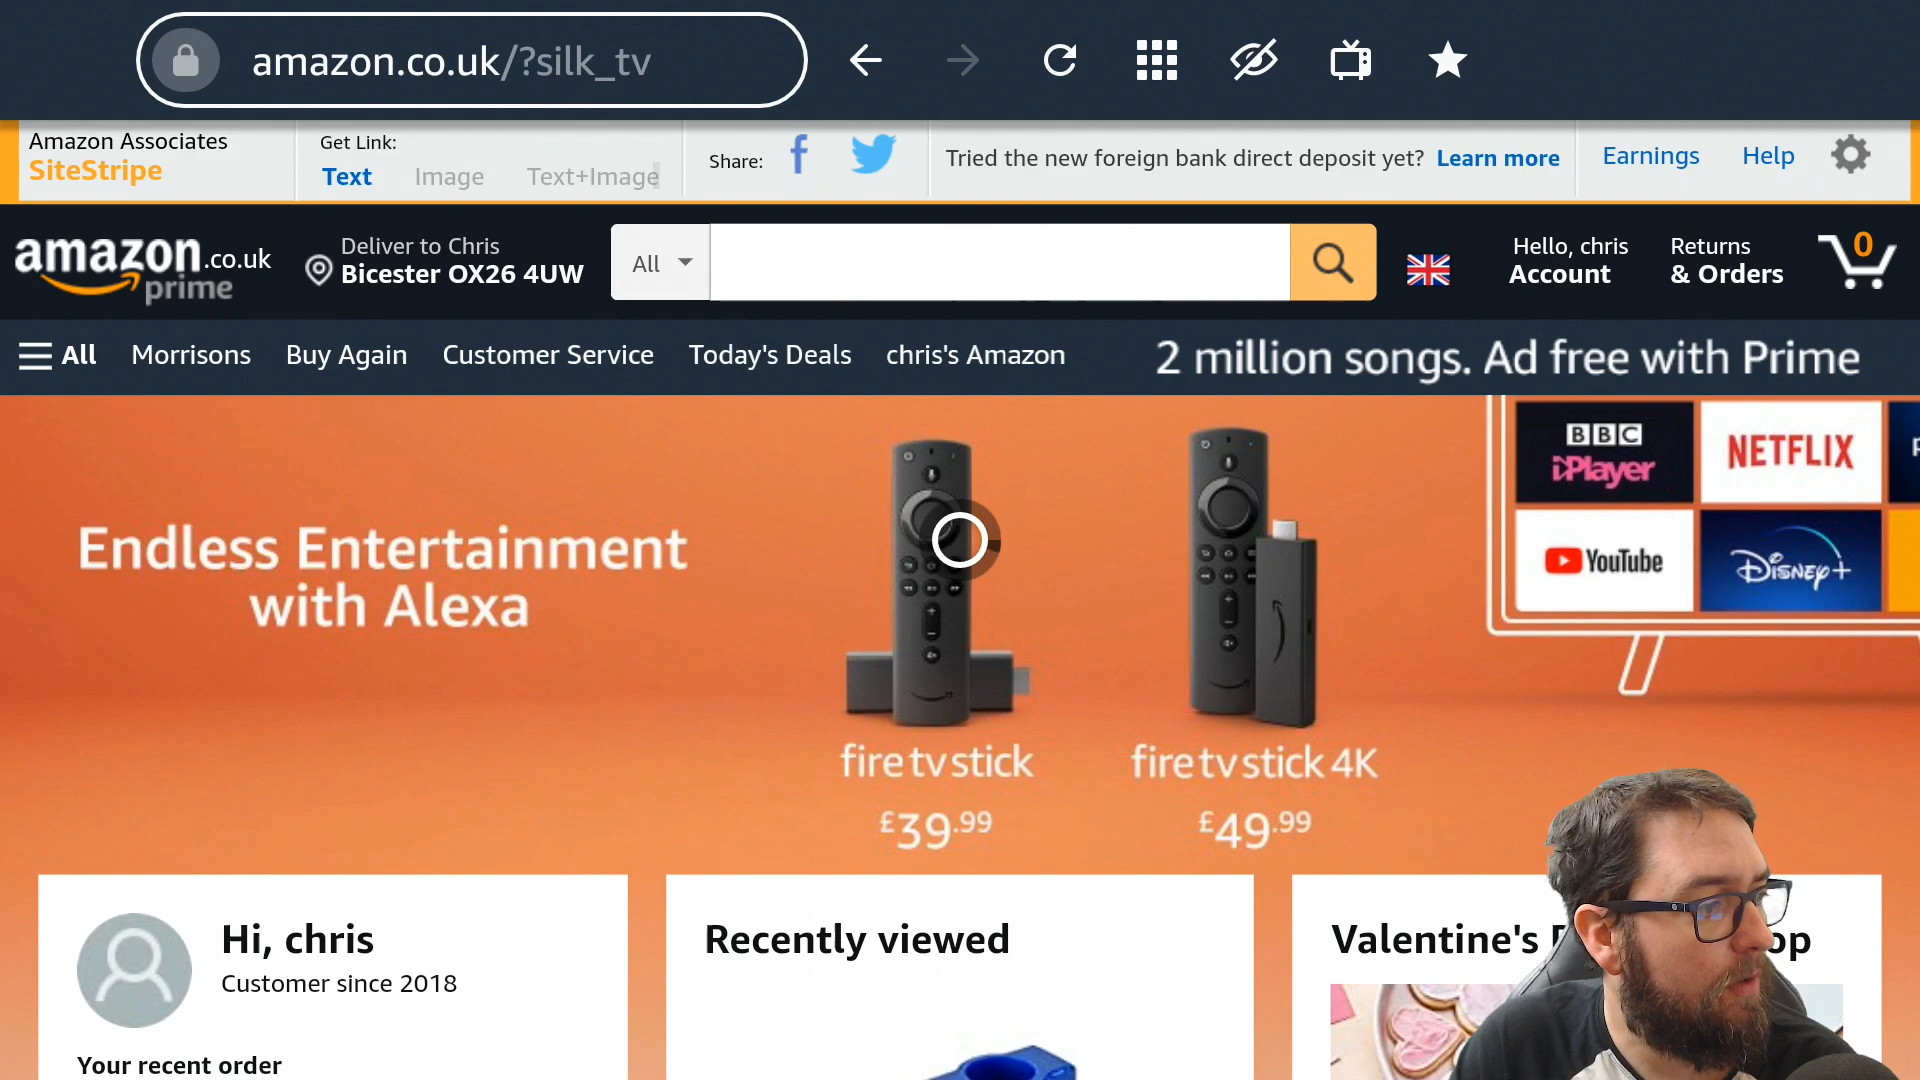 amazon.co.uk/?silk_tv
Amazon Associates
SiteStripe
Get Link:
Text Image Text+Image
Share:
Tried the new foreign bank direct deposit yet? Learn more
Earnings Help
amazon.co.uk
prime
Deliver to Chris
Bicester OX26 4UW
All
Hello, chris
Account
Returns
& Orders
0
All Morrisons Buy Again Customer Service Today's Deals chris's Amazon
2 million songs. Ad free with Prime
Endless Entertainment
with Alexa
BBC
iPlayer
NETFLIX
YouTube
Disney+
fire tv stick
£39.99
fire tv stick 4K
£49.99
Hi, chris
Customer since 2018
Your recent order
Recently viewed
Valentine's